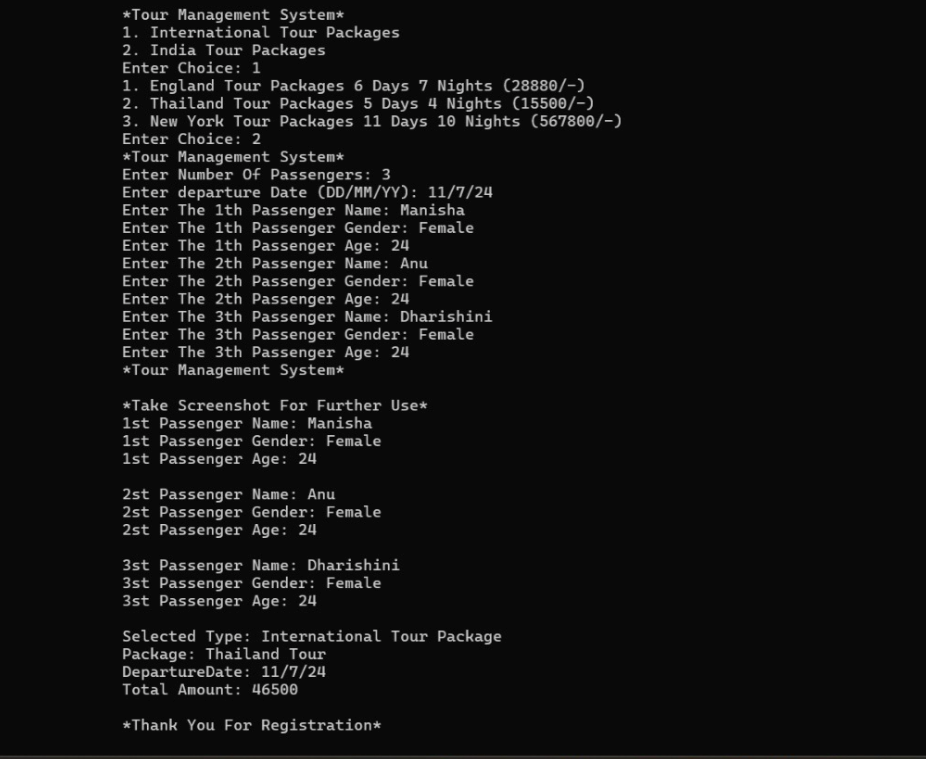 *Tour Management System*
1. International Tour Packages
2. India Tour Packages
Enter Choice: 1
1. England Tour Packages 6 Days 7 Nights (28880/-)
2. Thailand Tour Packages 5 Days 4 Nights (15500/-)
3. New York Tour Packages 11 Days 10 Nights (567800/-)
Enter Choice: 2
*Tour Management System*
Enter Number Of Passengers: 3
Enter departure Date (DD/MM/YY): 11/7/24
Enter The 1th Passenger Name: Manisha
Enter The 1th Passenger Gender: Female
Enter The 1th Passenger Age: 24
Enter The 2th Passenger Name: Anu
Enter The 2th Passenger Gender: Female
Enter The 2th Passenger Age: 24
Enter The 3th Passenger Name: Dharishini
Enter The 3th Passenger Gender: Female
Enter The 3th Passenger Age: 24
*Tour Management System*
*Take Screenshot For Further Use*
1st Passenger Name: Manisha
1st Passenger Gender: Female
1st Passenger Age: 24
2st Passenger Name: Anu
2st Passenger Gender: Female
2st Passenger Age: 24
3st Passenger Name: Dharishini
3st Passenger Gender: Female
3st Passenger Age: 24
Selected Type: International Tour Package
Package: Thailand Tour
DepartureDate: 11/7/24
Total Amount: 46500
*Thank You For Registration*